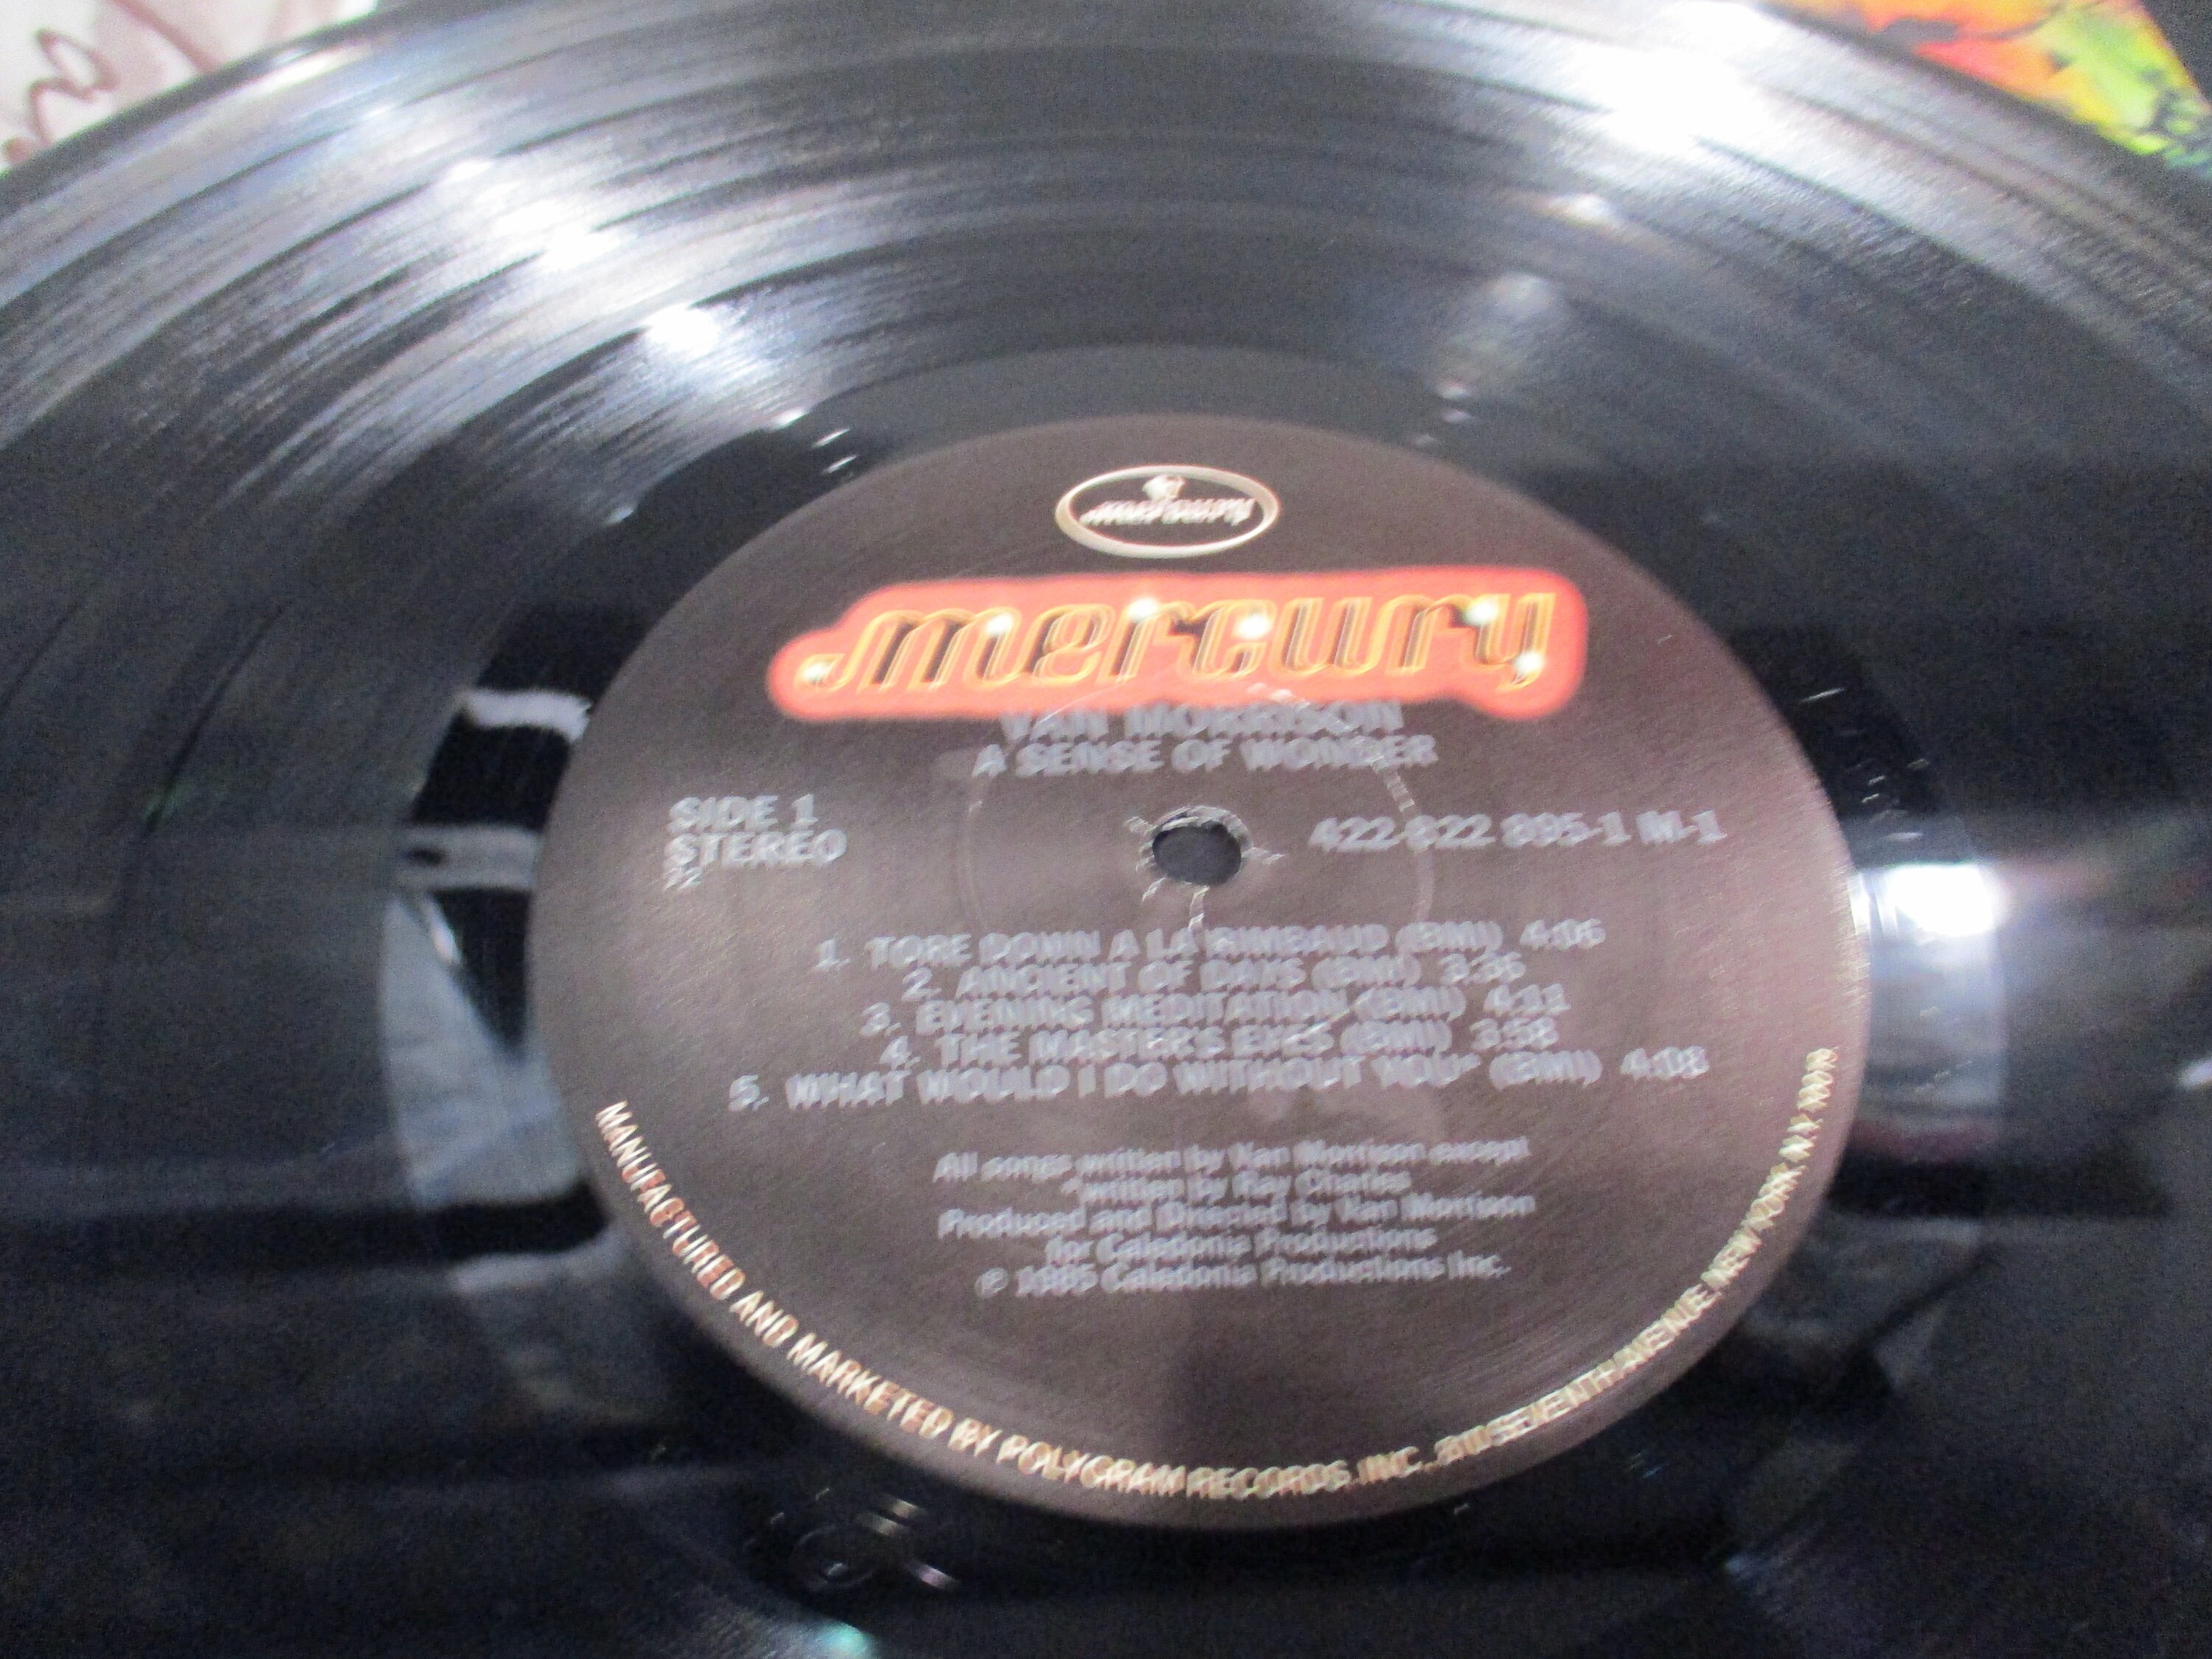 mercury
mercury
VAN MORRISON
A SENSE OF WONDER
SIDE 1
STEREO
422-822 895-1 M-1
1. TORE DOWN A LA RIMBAUD (BMI) 4:06
2. ANCIENT OF DAYS (BMI) 3:36
3. EVENING MEDITATION (BMI) 4:11
4. THE MASTER'S EYES (BMI) 3:58
5. WHAT WOULD I DO WITHOUT YOU* (BMI) 4:08
All songs written by Van Morrison except
*written by Ray Charles
Produced and Directed by Van Morrison
for Caledonia Productions
℗ 1985 Caledonia Productions Inc.
MANUFACTURED AND MARKETED BY POLYGRAM RECORDS, INC., 810 SEVENTH AVENUE, NEW YORK, N.Y. 10019